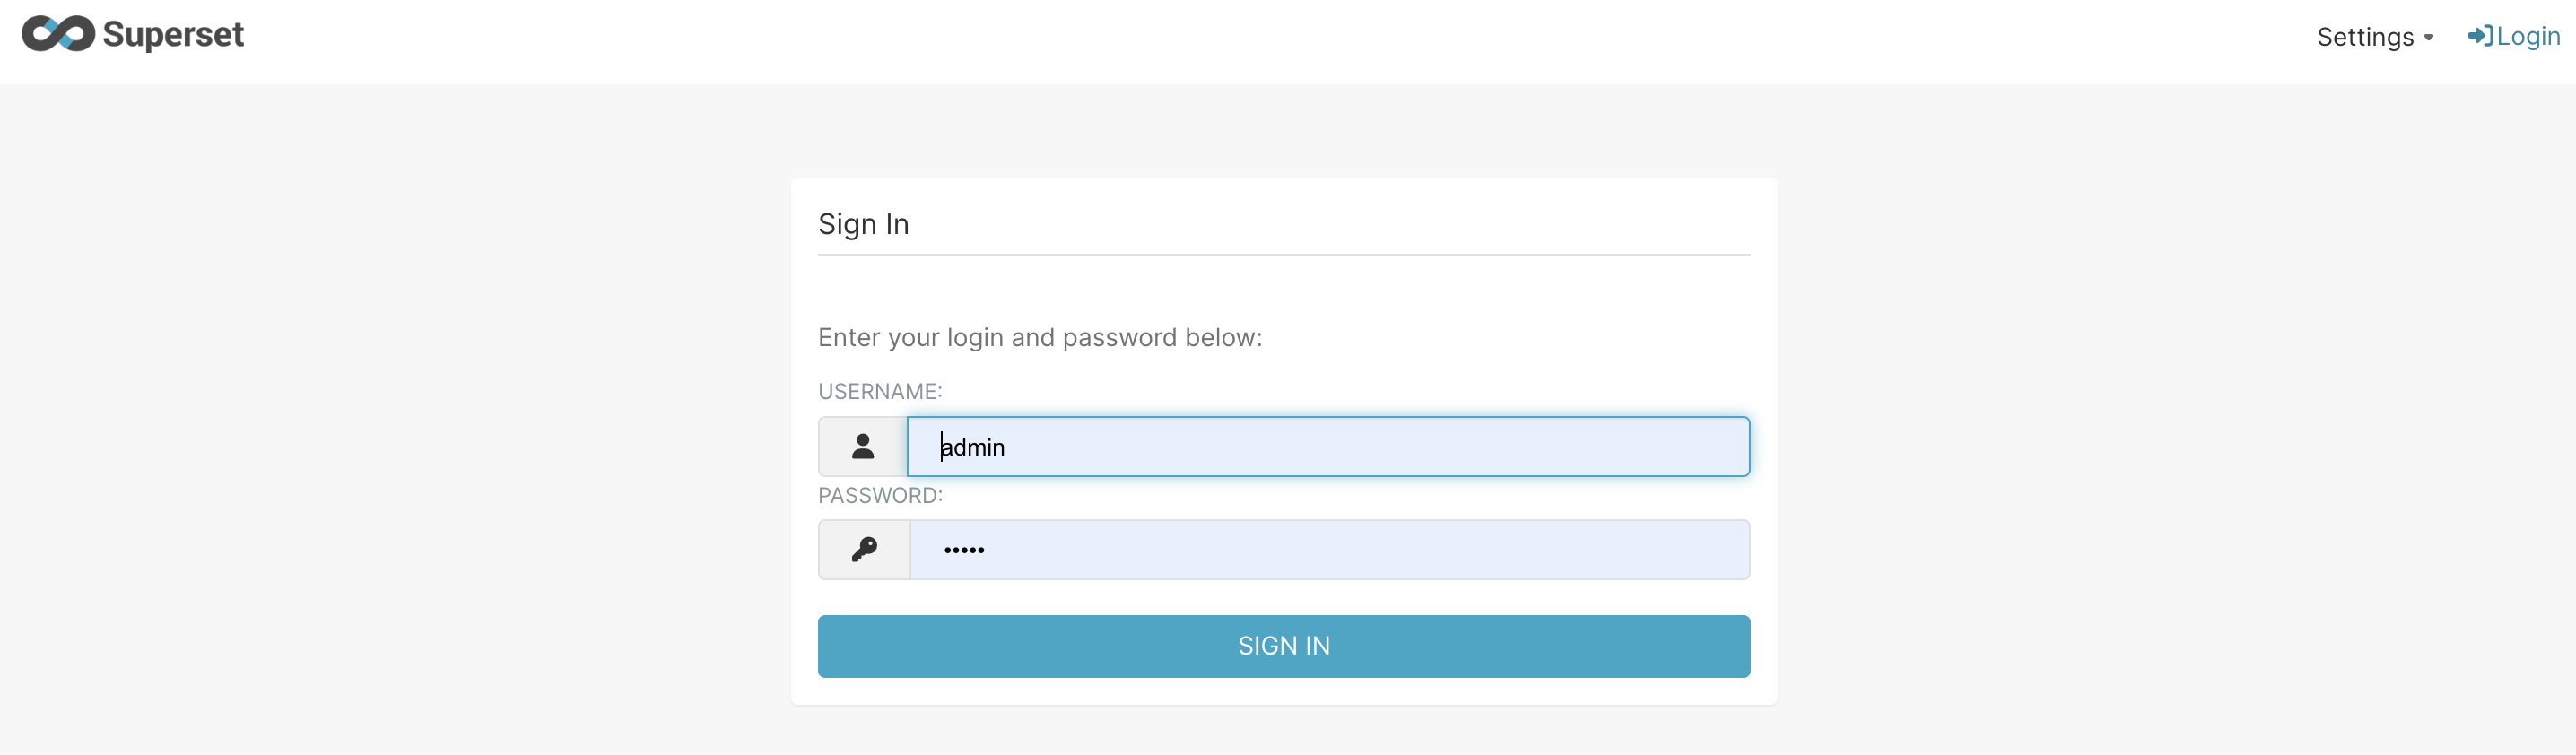 Superset
Settings Login
Sign In
Enter your login and password below:
USERNAME:
admin
PASSWORD:
•••••
SIGN IN